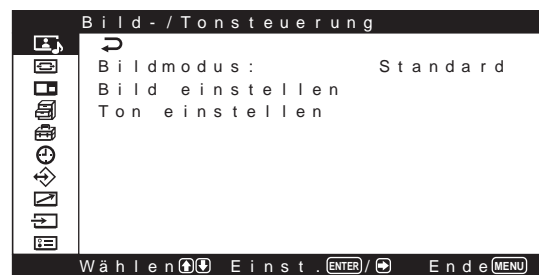 Bild-/Tonsteuerung
Bildmodus: Standard
Bild einstellen
Ton einstellen
Wählen Einst. ENTER / Ende MENU